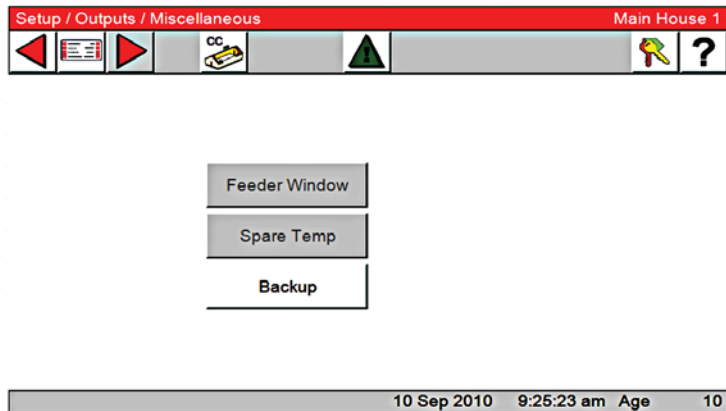 Setup / Outputs / Miscellaneous Main House 1
CC ?
Feeder Window
Spare Temp
Backup
10 Sep 2010 9:25:23 am Age 10